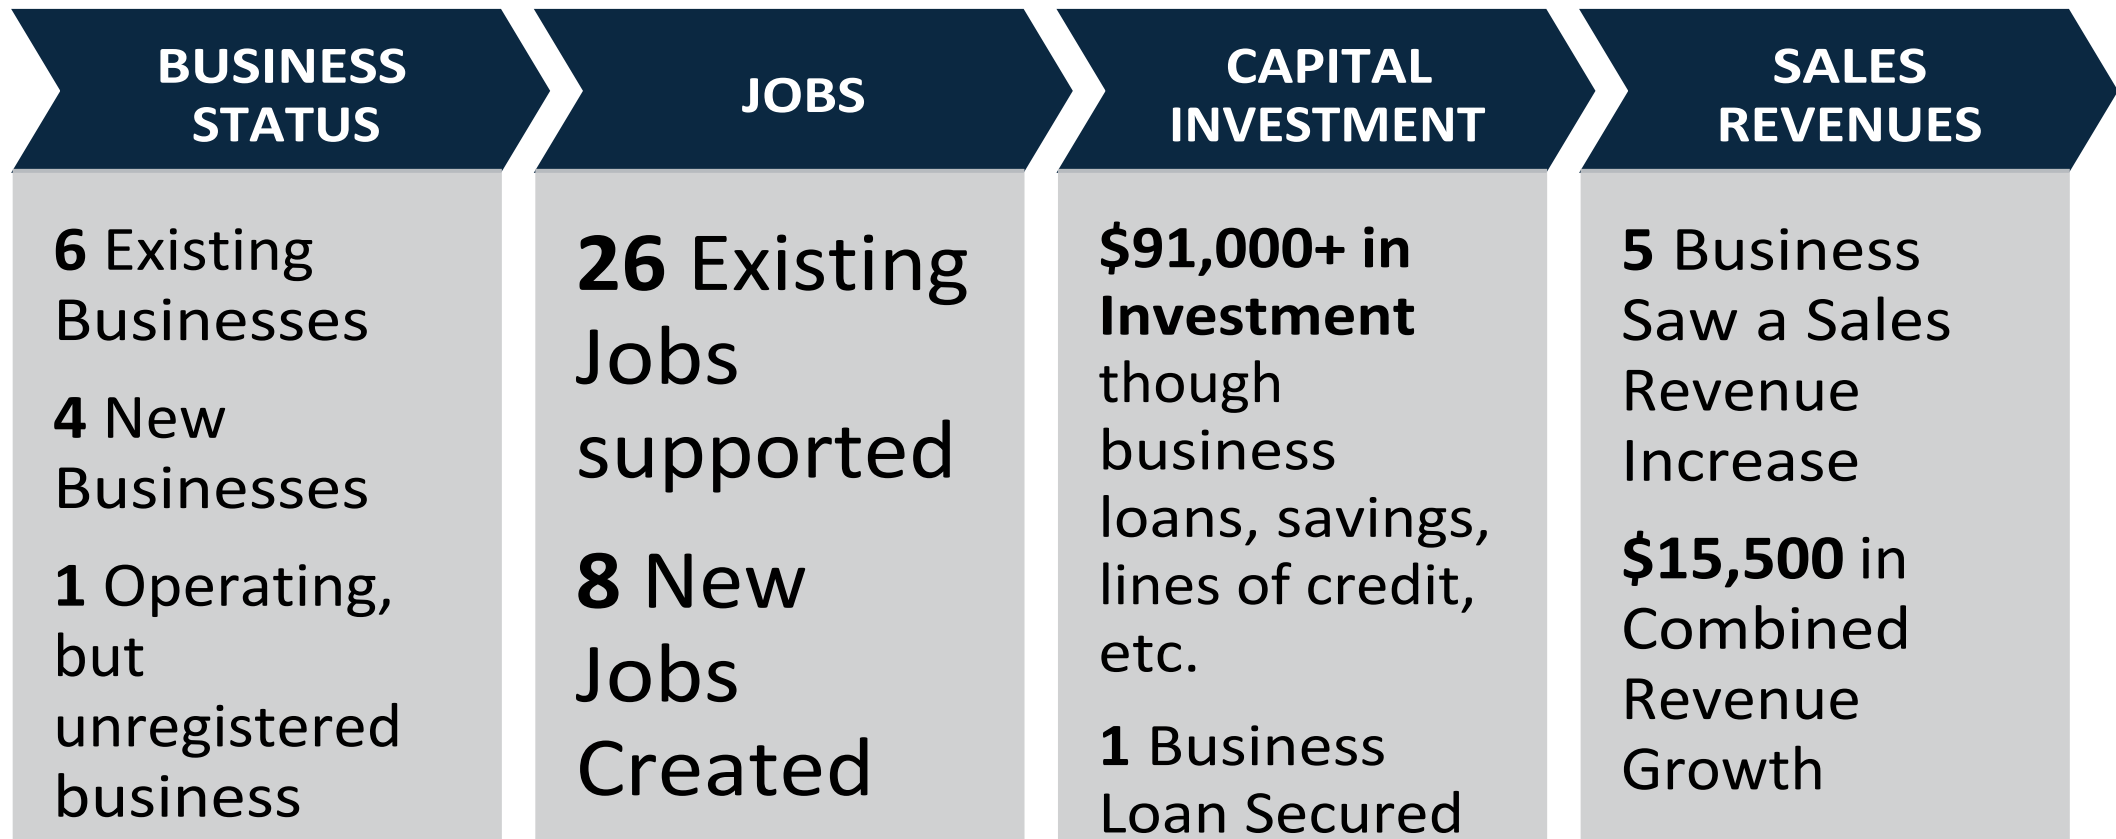 BUSINESS
STATUS
6 Existing
Businesses
4 New
Businesses
1 Operating,
but
unregistered
business
JOBS
26 Existing
Jobs
supported
8 New
Jobs
Created
CAPITAL
INVESTMENT
$91,000+ in
Investment
though
business
loans, savings,
lines of credit,
etc.
1 Business
Loan Secured
SALES
REVENUES
5 Business
Saw a Sales
Revenue
Increase
$15,500 in
Combined
Revenue
Growth